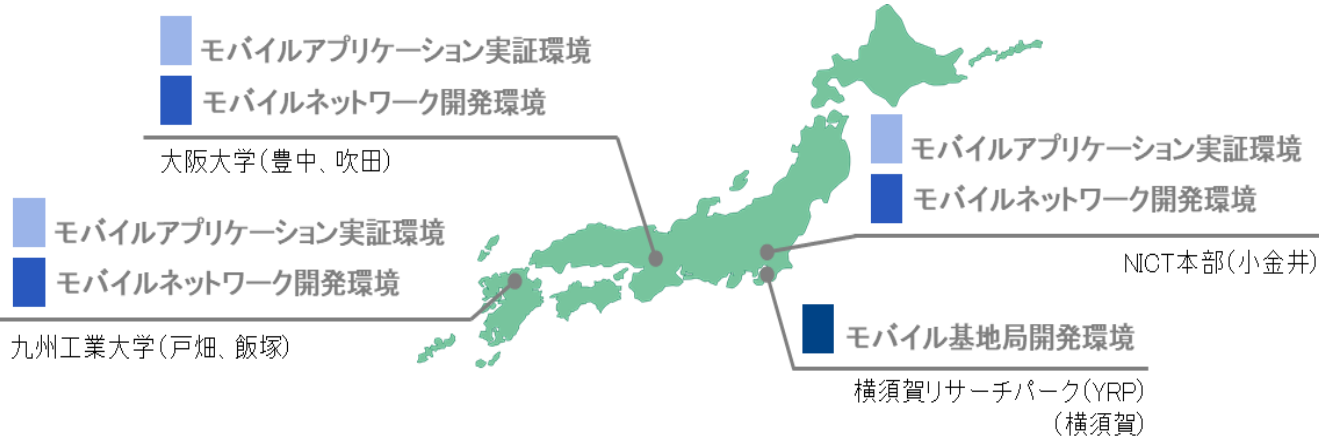 モバイルアプリケーション実証環境
モバイルネットワーク開発環境
大阪大学(豊中、吹田)
モバイルアプリケーション実証環境
モバイルネットワーク開発環境
NICT本部(小金井)
モバイルアプリケーション実証環境
モバイルネットワーク開発環境
九州工業大学(戸畑、飯塚)
モバイル基地局開発環境
横須賀リサーチパーク(YRP)
(横須賀)